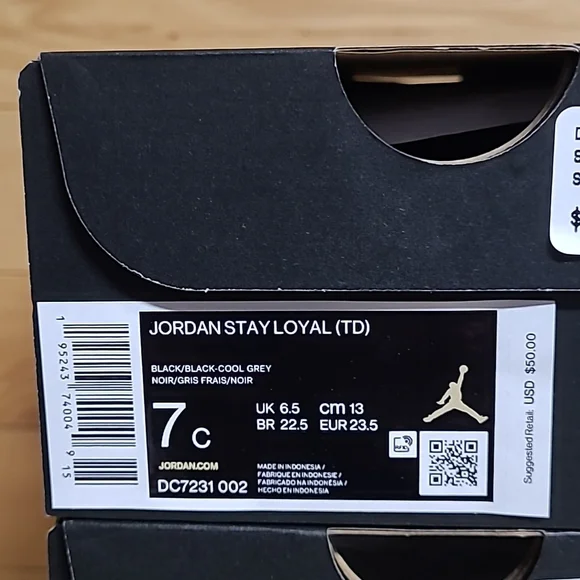 D
S
S
$
JORDAN STAY LOYAL (TD)
BLACK/BLACK-COOL GREY
NOIR/GRIS FRAIS/NOIR
7 C
UK 6.5 cm 13
BR 22.5 EUR 23.5
JORDAN.COM
DC7231 002
MADE IN INDONESIA /
FABRIQUE EN INDONESIE /
FABRICADO NA INDONÉSIA /
HECHO EN INDONESIA
1 95243 74004 9 15
Suggested Retail: USD $50.00